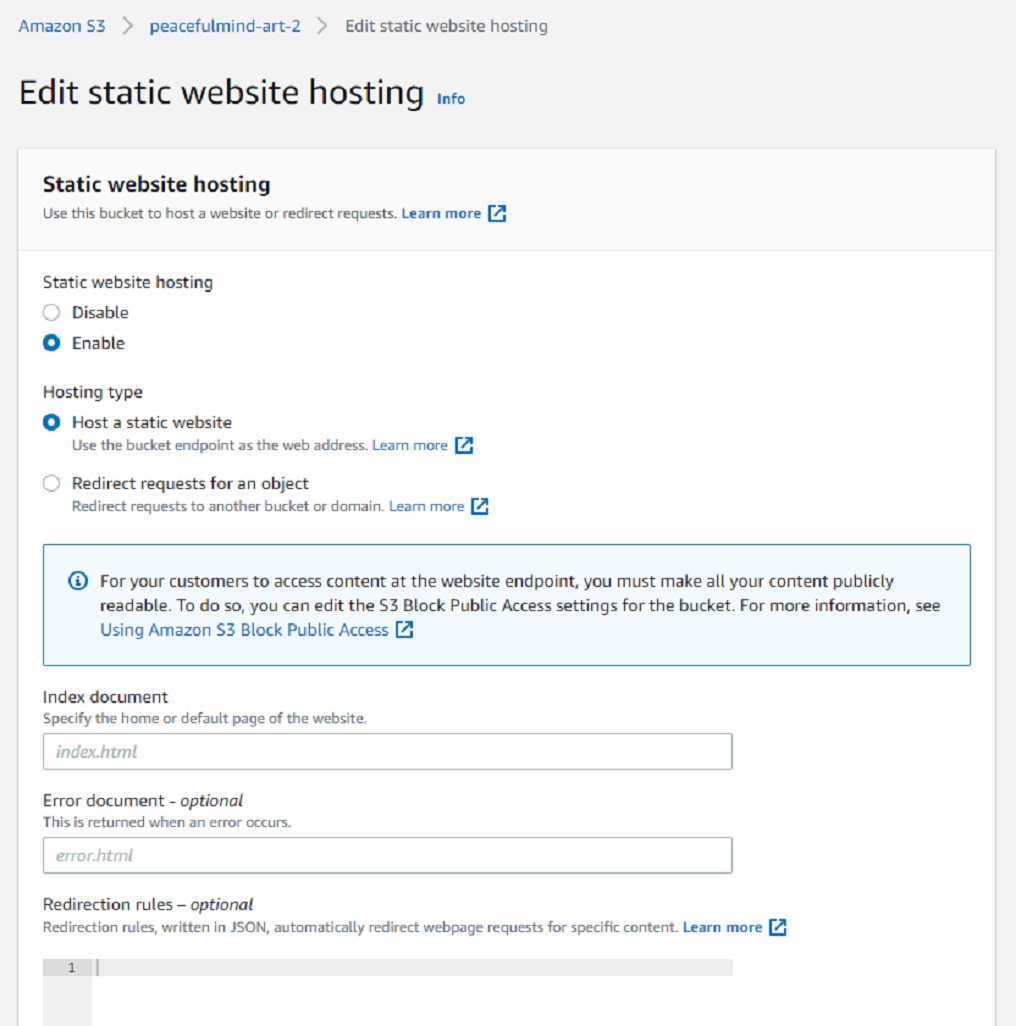 Amazon S3 > peacefulmind-art-2 > Edit static website hosting
Edit static website hosting Info
Static website hosting
Use this bucket to host a website or redirect requests. Learn more
Static website hosting
Disable
Enable
Hosting type
Host a static website
Use the bucket endpoint as the web address. Learn more
Redirect requests for an object
Redirect requests to another bucket or domain. Learn more
For your customers to access content at the website endpoint, you must make all your content publicly
readable. To do so, you can edit the S3 Block Public Access settings for the bucket. For more information, see
Using Amazon S3 Block Public Access
Index document
Specify the home or default page of the website.
index.html
Error document - optional
This is returned when an error occurs.
error.html
Redirection rules – optional
Redirection rules, written in JSON, automatically redirect webpage requests for specific content. Learn more
1